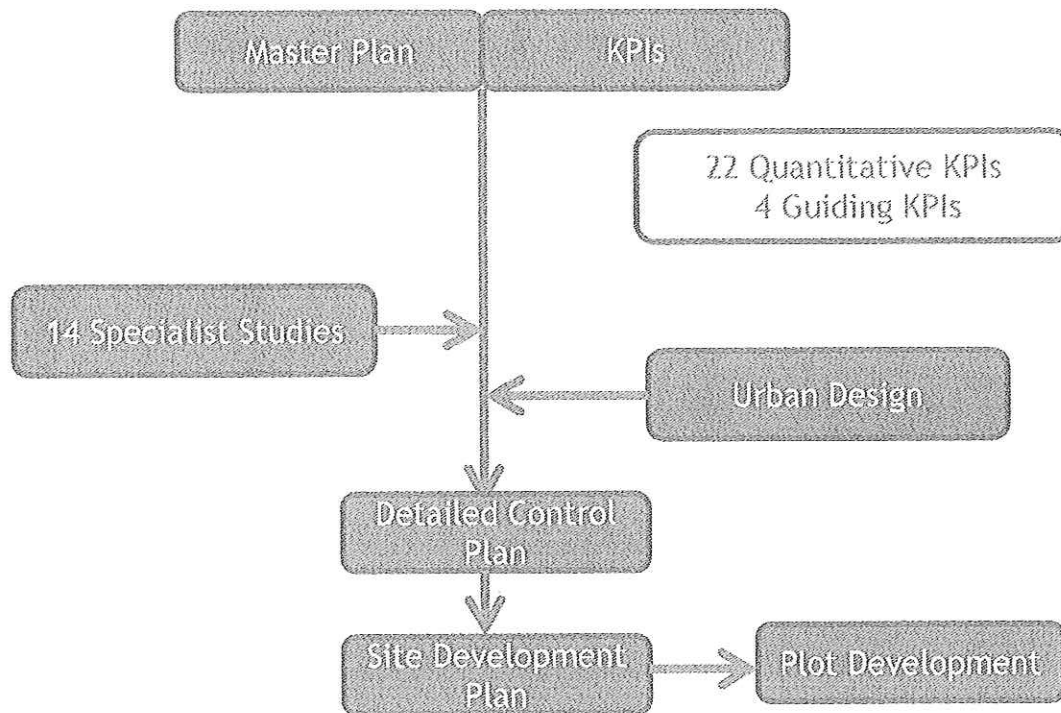 Master Plan
KPIs
22 Quantitative KPIs
4 Guiding KPIs
14 Specialist Studies
Urban Design
Detailed Control
Plan
Site Development
Plan
Plot Development